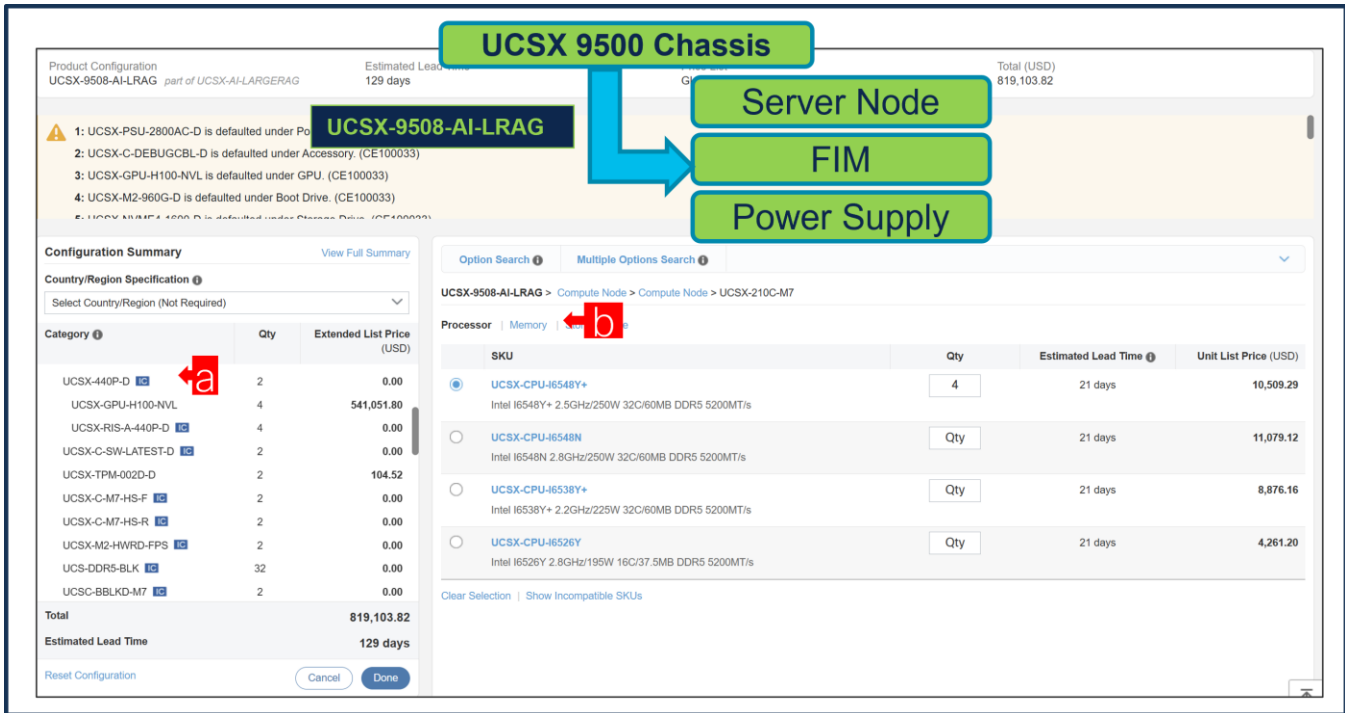 UCSX 9500 Chassis
Product Configuration
UCSX-9508-AI-LRAG part of UCSX-AI-LARGERAG
Estimated Lead
129 days
Total (USD)
819,103.82
Server Node
FIM
Power Supply
UCSX-9508-AI-LRAG
1: UCSX-PSU-2800AC-D is defaulted under
2: UCSX-C-DEBUGCBL-D is defaulted under Accessory. (CE100033)
3: UCSX-GPU-H100-NVL is defaulted under GPU. (CE100033)
4: UCSX-M2-960G-D is defaulted under Boot Drive. (CE100033)
Configuration Summary
View Full Summary
Country/Region Specification
Select Country/Region (Not Required)
Category Qty Extended List Price
(USD)
UCSX-440P-D IC 2 0.00
a
UCSX-GPU-H100-NVL 4 541,051.80
UCSX-RIS-A-440P-D IC 4 0.00
UCSX-C-SW-LATEST-D IC 2 0.00
UCSX-TPM-002D-D 2 104.52
UCSX-C-M7-HS-F IC 2 0.00
UCSX-C-M7-HS-R IC 2 0.00
UCSX-M2-HWRD-FPS IC 2 0.00
UCS-DDR5-BLK IC 32 0.00
UCSC-BBLKD-M7 IC 2 0.00
Total 819,103.82
Estimated Lead Time 129 days
Reset Configuration
Cancel
Done
Option Search
Multiple Options Search
UCSX-9508-AI-LRAG > Compute Node > Compute Node > UCSX-210C-M7
Processor | Memory |
b
SKU Qty Estimated Lead Time Unit List Price (USD)
UCSX-CPU-I6548Y+ 4 21 days 10,509.29
Intel I6548Y+ 2.5GHz/250W 32C/60MB DDR5 5200MT/s
UCSX-CPU-I6548N Qty 21 days 11,079.12
Intel I6548N 2.8GHz/250W 32C/60MB DDR5 5200MT/s
UCSX-CPU-I6538Y+ Qty 21 days 8,876.16
Intel I6538Y+ 2.2GHz/225W 32C/60MB DDR5 5200MT/s
UCSX-CPU-I6526Y Qty 21 days 4,261.20
Intel I6526Y 2.8GHz/195W 16C/37.5MB DDR5 5200MT/s
Clear Selection | Show Incompatible SKUs